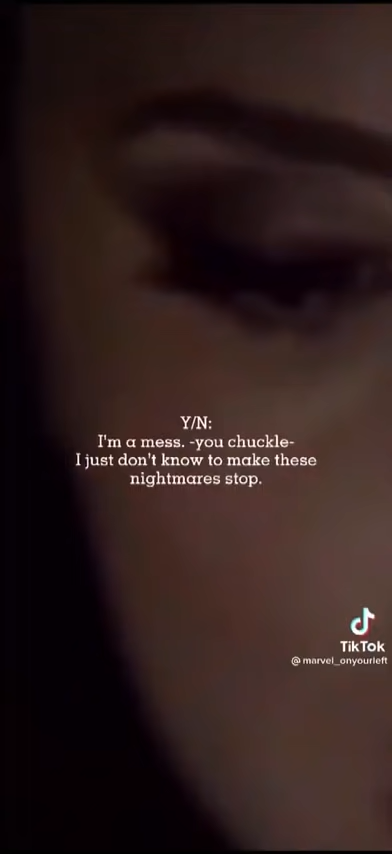 Y/N:
I'm a mess. -you chuckle-
I just don't know to make these
nightmares stop.
TikTok
@marvel_onyourleft